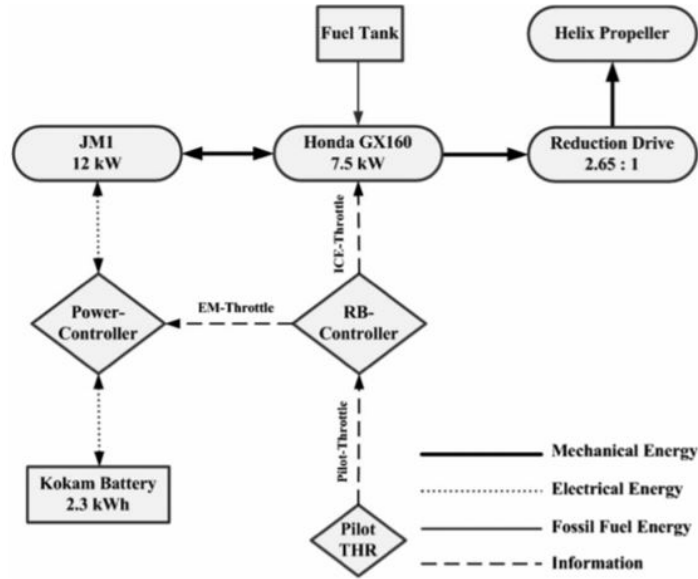 Fuel Tank
Helix Propeller
JM1
12 kW
Honda GX160
7.5 kW
Reduction Drive
2.65 : 1
ICE-Throttle
Power-
Controller
EM-Throttle
RB-
Controller
Pilot-Throttle
Kokam Battery
2.3 kWh
Pilot
THR
Mechanical Energy
Electrical Energy
Fossil Fuel Energy
Information